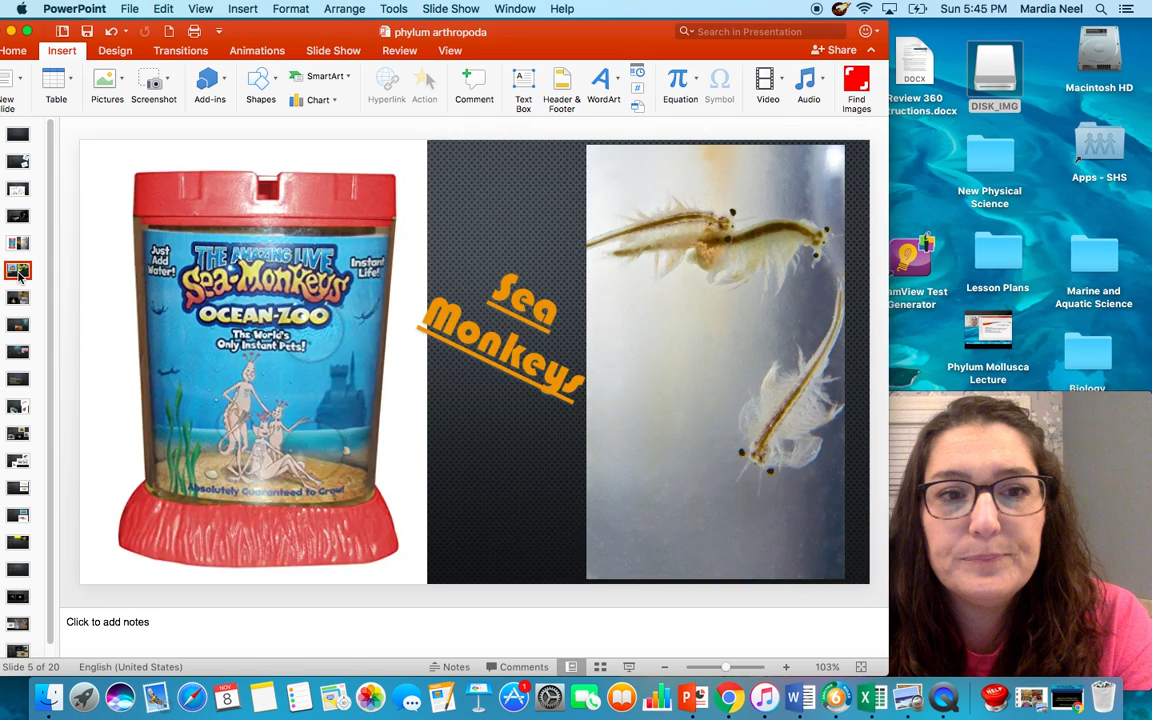 PowerPoint File Edit View Insert Format Arrange Tools Slide Show Window Help Sun 5:45 PM Mardia Neel
phylum arthropoda
Search in Presentation
Home Insert Design Transitions Animations Slide Show Review View
Share
Table
Pictures
Screenshot
Add-ins
Shapes
SmartArt
Chart
Hyperlink
Action
Comment
Text
Box
Header &
Footer
WordArt
Equation
Symbol
Video
Audio
Find
Images
Just
Add
Water!
THE AMAZING LIVE
Sea-Monkeys
OCEAN-ZOO
Instant
Life!
The World's
Only Instant Pets!
Absolutely Guaranteed to Grow!
Sea
Monkeys
Click to add notes
Slide 5 of 20 English (United States) Notes Comments 103%
DOCX
Review 360
DISK_IMG
Macintosh HD
New Physical
Science
Apps - SHS
Test
Generator
Lesson Plans
Marine and
Aquatic Science
Phylum Mollusca
Lecture
Biology
NOV
8
1
6
HELP